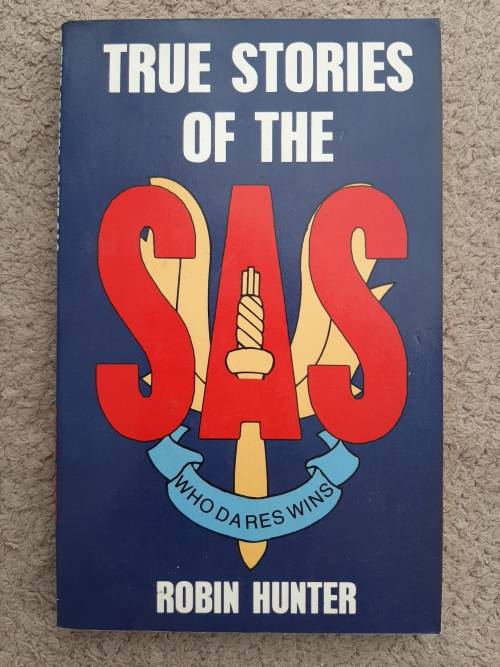 TRUE STORIES
OF THE
SAS
WHO DARES WINS
ROBIN HUNTER